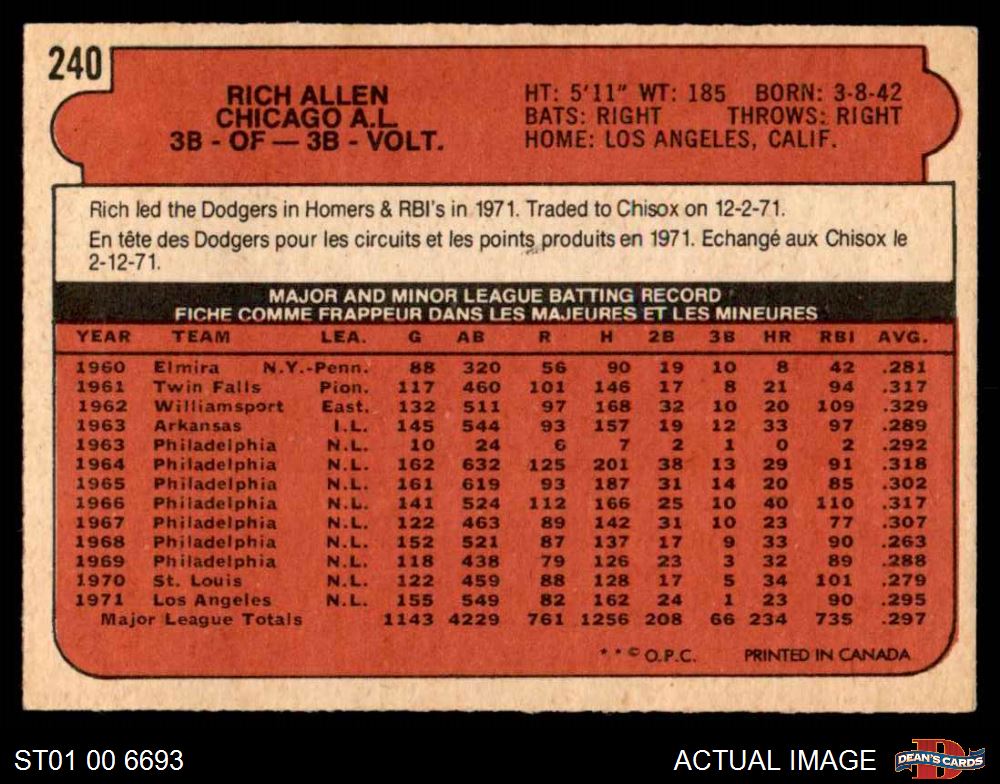 240
RICH ALLEN
CHICAGO A.L.
3B - OF — 3B - VOLT.
HT: 5'11" WT: 185 BORN: 3-8-42
BATS: RIGHT THROWS: RIGHT
HOME: LOS ANGELES, CALIF.
Rich led the Dodgers in Homers & RBI's in 1971. Traded to Chisox on 12-2-71.
En tête des Dodgers pour les circuits et les points produits en 1971. Echangé aux Chisox le
2-12-71.
MAJOR AND MINOR LEAGUE BATTING RECORD
FICHE COMME FRAPPEUR DANS LES MAJEURES ET LES MINEURES
YEAR TEAM LEA. G AB R H 2B 3B HR RBI AVG.
1960 Elmira N.Y.-Penn. 88 320 56 90 19 10 8 42 .281
1961 Twin Falls Pion. 117 460 101 146 17 8 21 94 .317
1962 Williamsport East. 132 511 97 168 32 10 20 109 .329
1963 Arkansas I.L. 145 544 93 157 19 12 33 97 .289
1963 Philadelphia N.L. 10 24 6 7 2 1 0 2 .292
1964 Philadelphia N.L. 162 632 125 201 38 13 29 91 .318
1965 Philadelphia N.L. 161 619 93 187 31 14 20 85 .302
1966 Philadelphia N.L. 141 524 112 166 25 10 40 110 .317
1967 Philadelphia N.L. 122 463 89 142 31 10 23 77 .307
1968 Philadelphia N.L. 152 521 87 137 17 9 33 90 .263
1969 Philadelphia N.L. 118 438 79 126 23 3 32 89 .288
1970 St. Louis N.L. 122 459 88 128 17 5 34 101 .279
1971 Los Angeles N.L. 155 549 82 162 24 1 23 90 .295
Major League Totals 1143 4229 761 1256 208 66 234 735 .297
* * © O.P.C. PRINTED IN CANADA
ST01 00 6693
ACTUAL IMAGE
D
DEAN'S CARDS